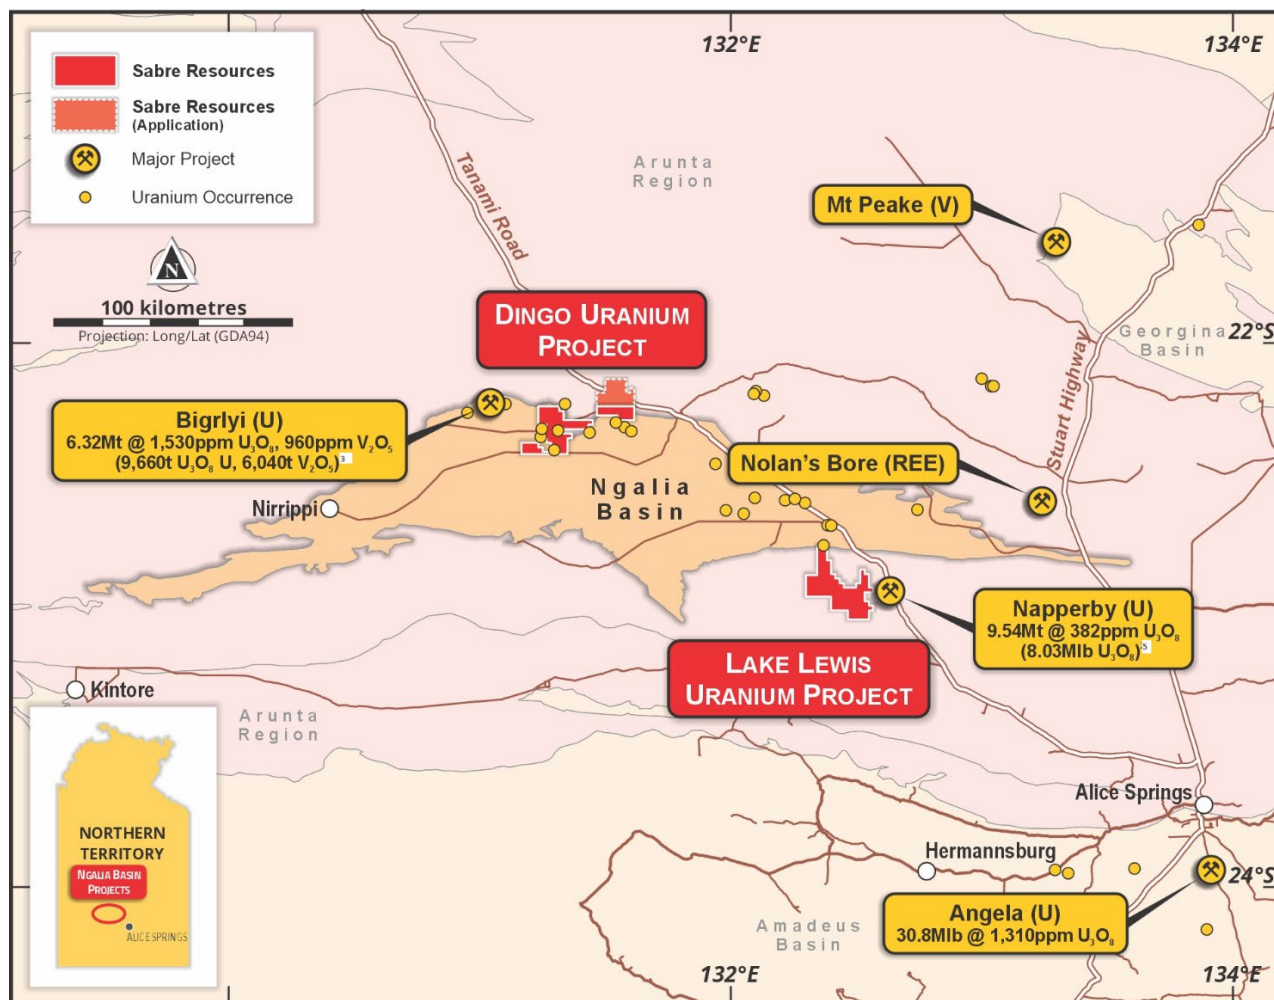 132°E
134°E
Sabre Resources
Sabre Resources
(Application)
Major Project
Uranium Occurrence
N
100 kilometres
Projection: Long/Lat (GDA94)
Tanami Road
Arunta
Region
Mt Peake (V)
Stuart Highway
Georgina
Basin
22°S
DINGO URANIUM
PROJECT
Bigrlyi (U)
6.32Mt @ 1,530ppm U₃O₈, 960ppm V₂O₅
(9,660t U₃O₈ U, 6,040t V₂O₅)³
Nolan's Bore (REE)
Nirrippi
Ngalia
Basin
Napperby (U)
9.54Mt @ 382ppm U₃O₈
(8.03Mlb U₃O₈)⁵
LAKE LEWIS
URANIUM PROJECT
Kintore
Arunta
Region
Alice Springs
Hermannsburg
24°S
Angela (U)
30.8Mlb @ 1,310ppm U₃O₈
Amadeus
Basin
NORTHERN
TERRITORY
NGALIA BASIN
PROJECTS
ALICE SPRINGS
132°E
134°E